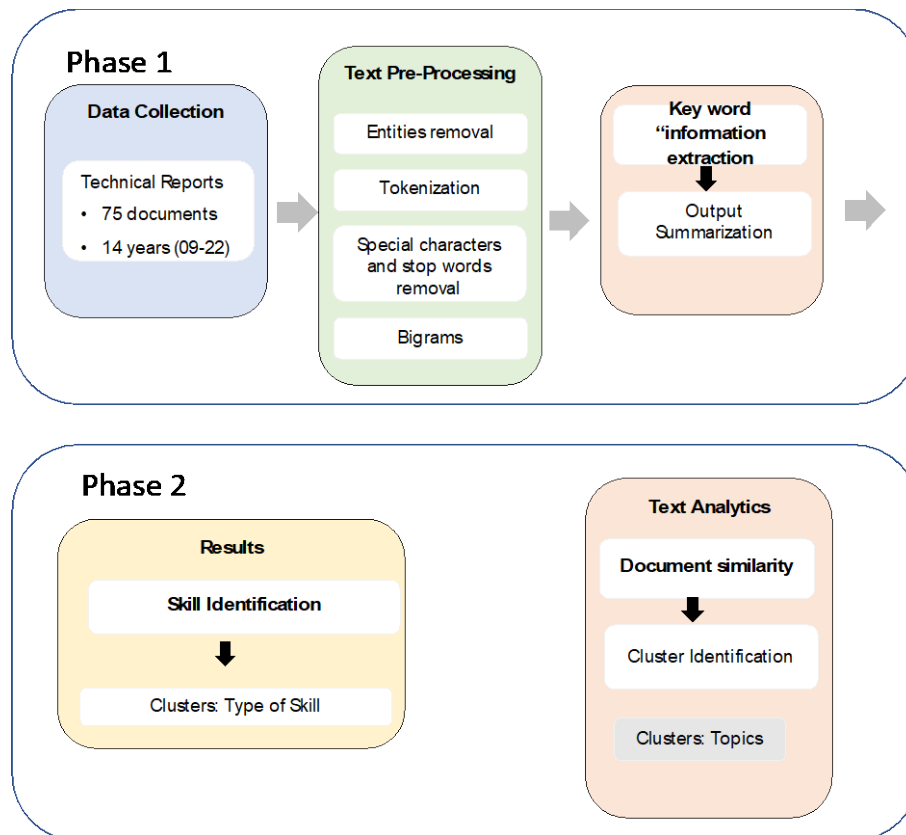 Phase 1
Data Collection
Technical Reports
• 75 documents
• 14 years (09-22)
Text Pre-Processing
Entities removal
Tokenization
Special characters
and stop words
removal
Bigrams
Key word
“information
extraction
Output
Summarization
Phase 2
Results
Skill Identification
Clusters: Type of Skill
Text Analytics
Document similarity
Cluster Identification
Clusters: Topics